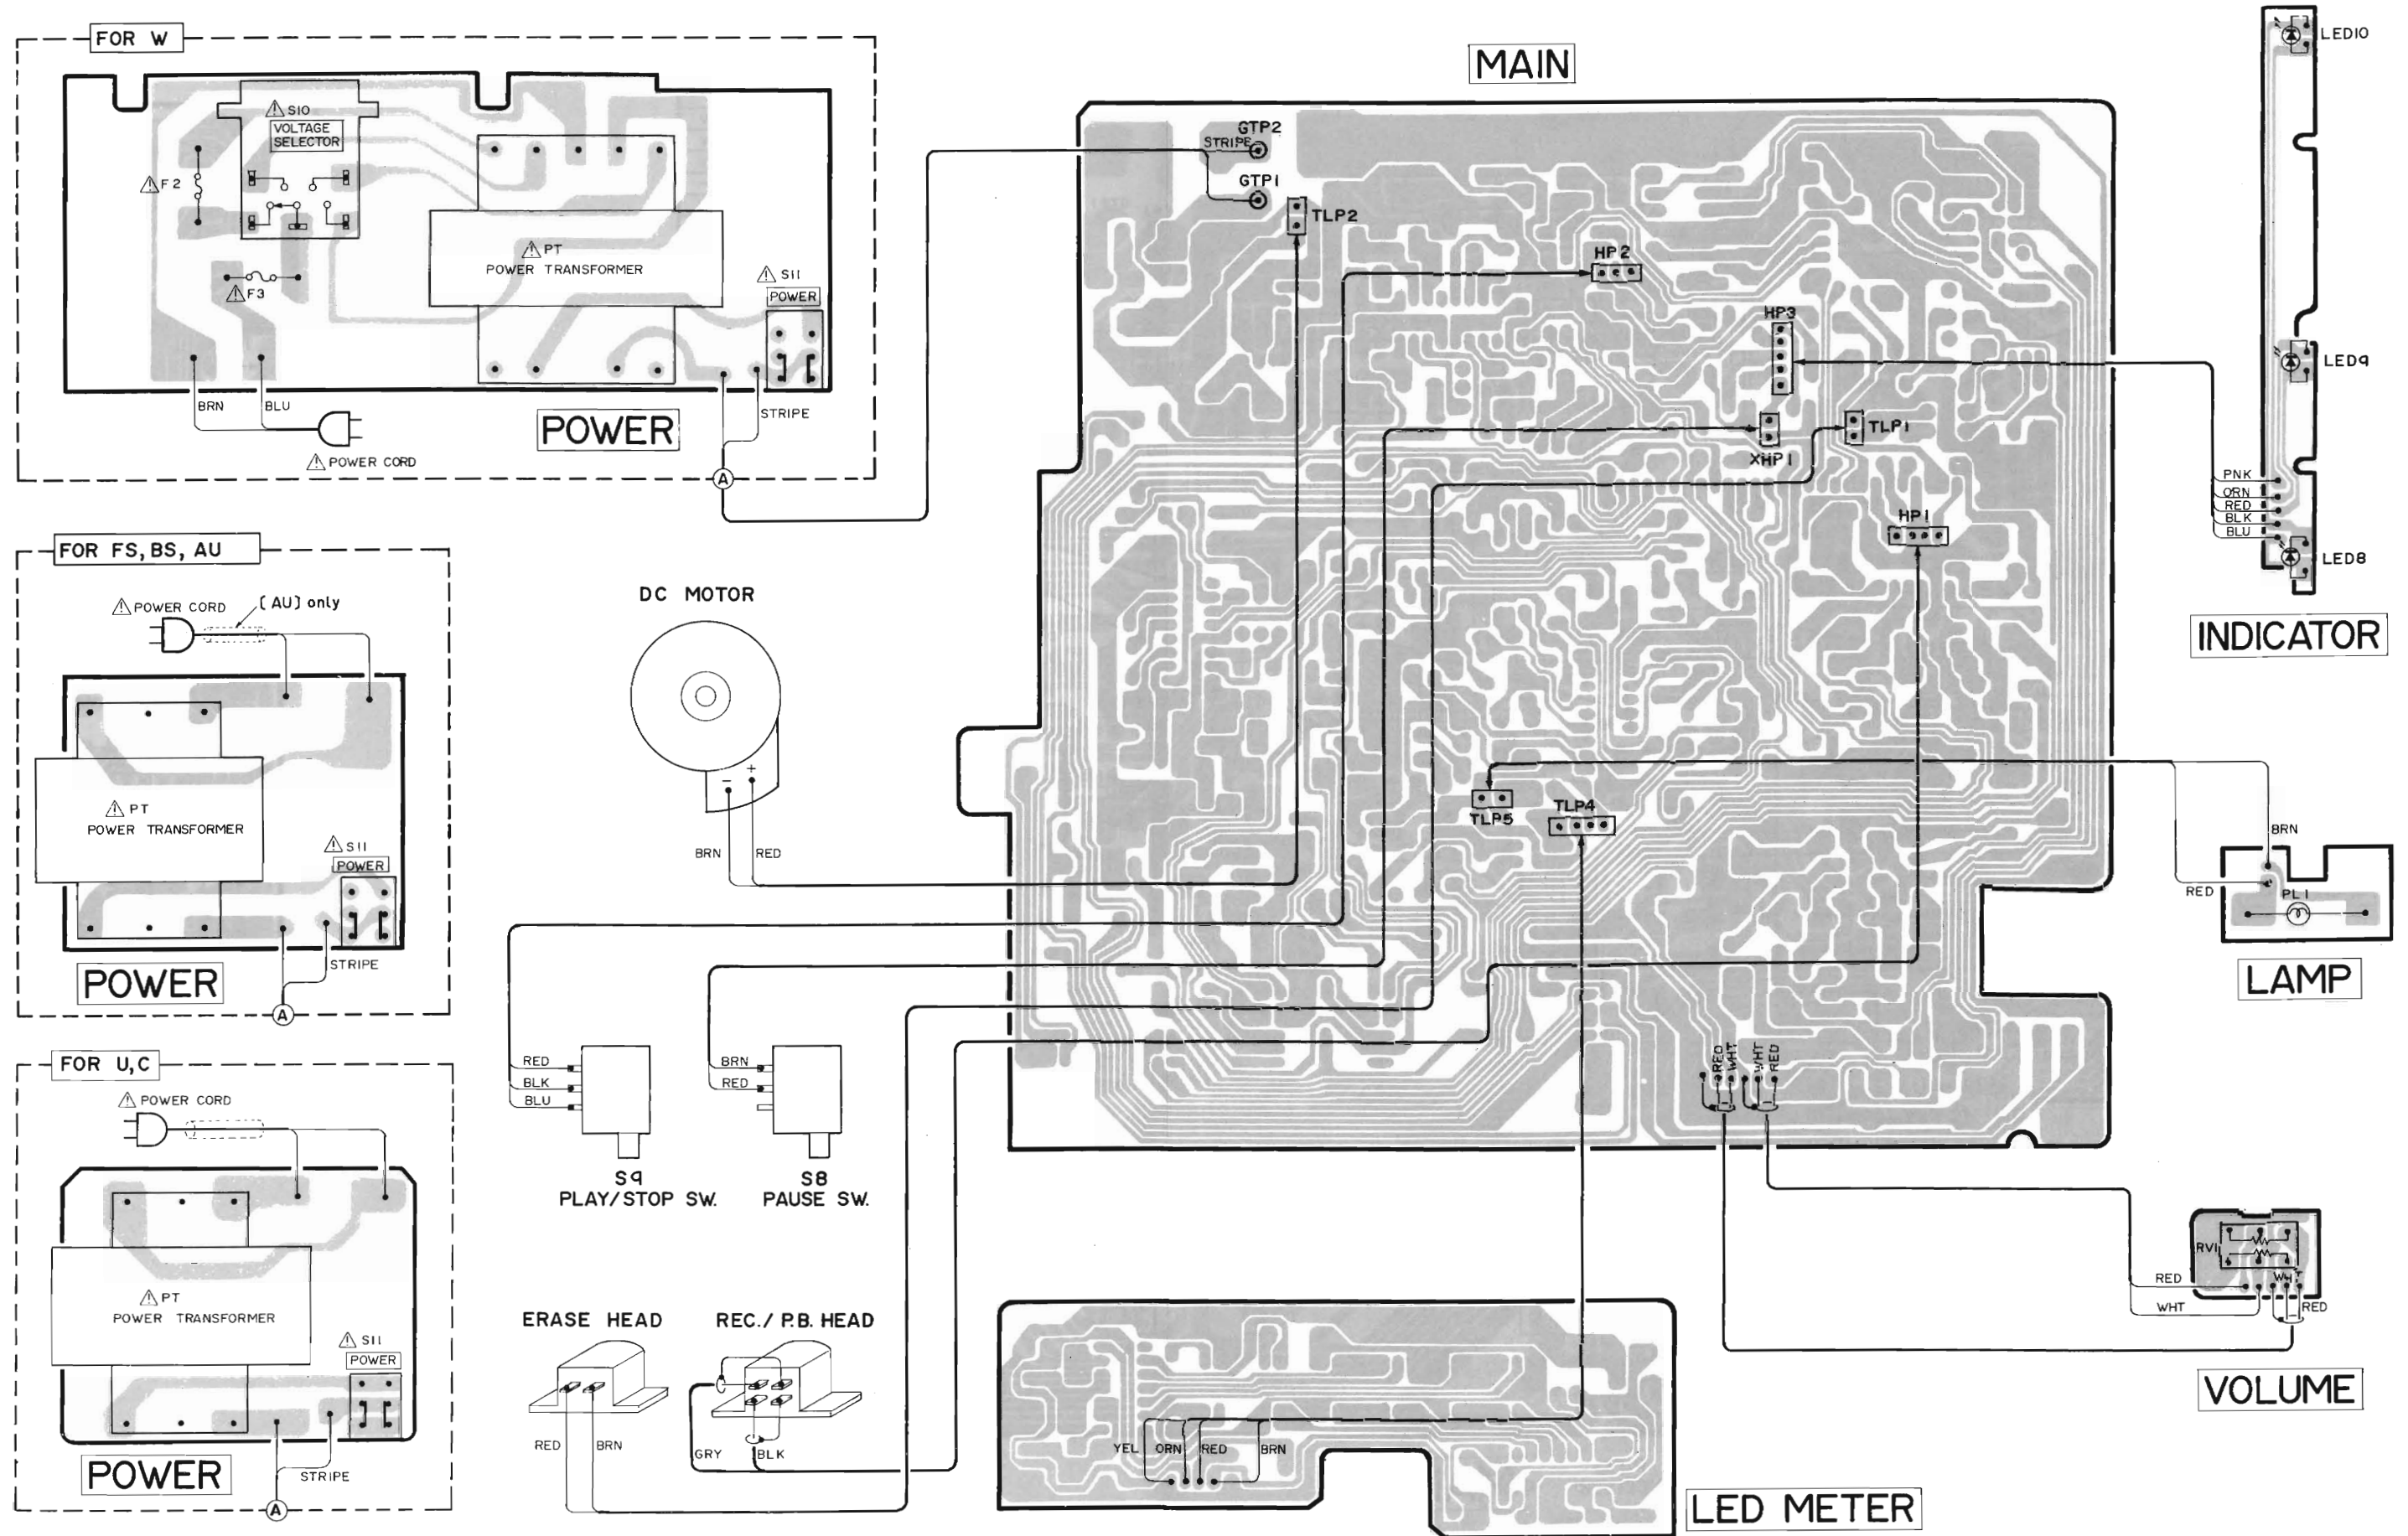 FOR W
⚠ S10
VOLTAGE
SELECTOR
⚠ F2
⚠ F3
⚠ PT
POWER TRANSFORMER
⚠ S11
POWER
BRN
BLU
STRIPE
POWER
⚠ POWER CORD
A
FOR FS, BS, AU
⚠ POWER CORD
(AU) only
⚠ PT
POWER TRANSFORMER
⚠ S11
POWER
STRIPE
POWER
A
FOR U,C
⚠ POWER CORD
⚠ PT
POWER TRANSFORMER
⚠ S11
POWER
STRIPE
POWER
A
DC MOTOR
− +
BRN
RED
RED
BLK
BLU
S9
PLAY/STOP SW.
BRN
RED
S8
PAUSE SW.
ERASE HEAD
RED
BRN
REC./ P.B. HEAD
GRY
BLK
MAIN
GTP2
STRIPE
GTP1
TLP2
HP2
HP3
XHP1
TLP1
HP1
TLP5
TLP4
RED
WHT
WHT
RED
YEL
ORN
RED
BRN
LED METER
LED10
LED9
PNK
ORN
RED
BLK
BLU
LED8
INDICATOR
BRN
RED
PL1
LAMP
RV1
RED
WHT
WHT
RED
VOLUME